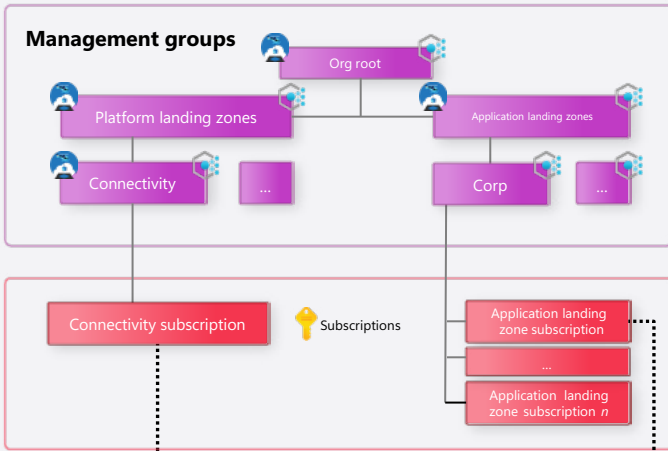 Management groups
Org root
Platform landing zones
Application landing zones
Connectivity
...
Corp
...
Connectivity subscription
Subscriptions
Application landing
zone subscription
...
Application landing
zone subscription n